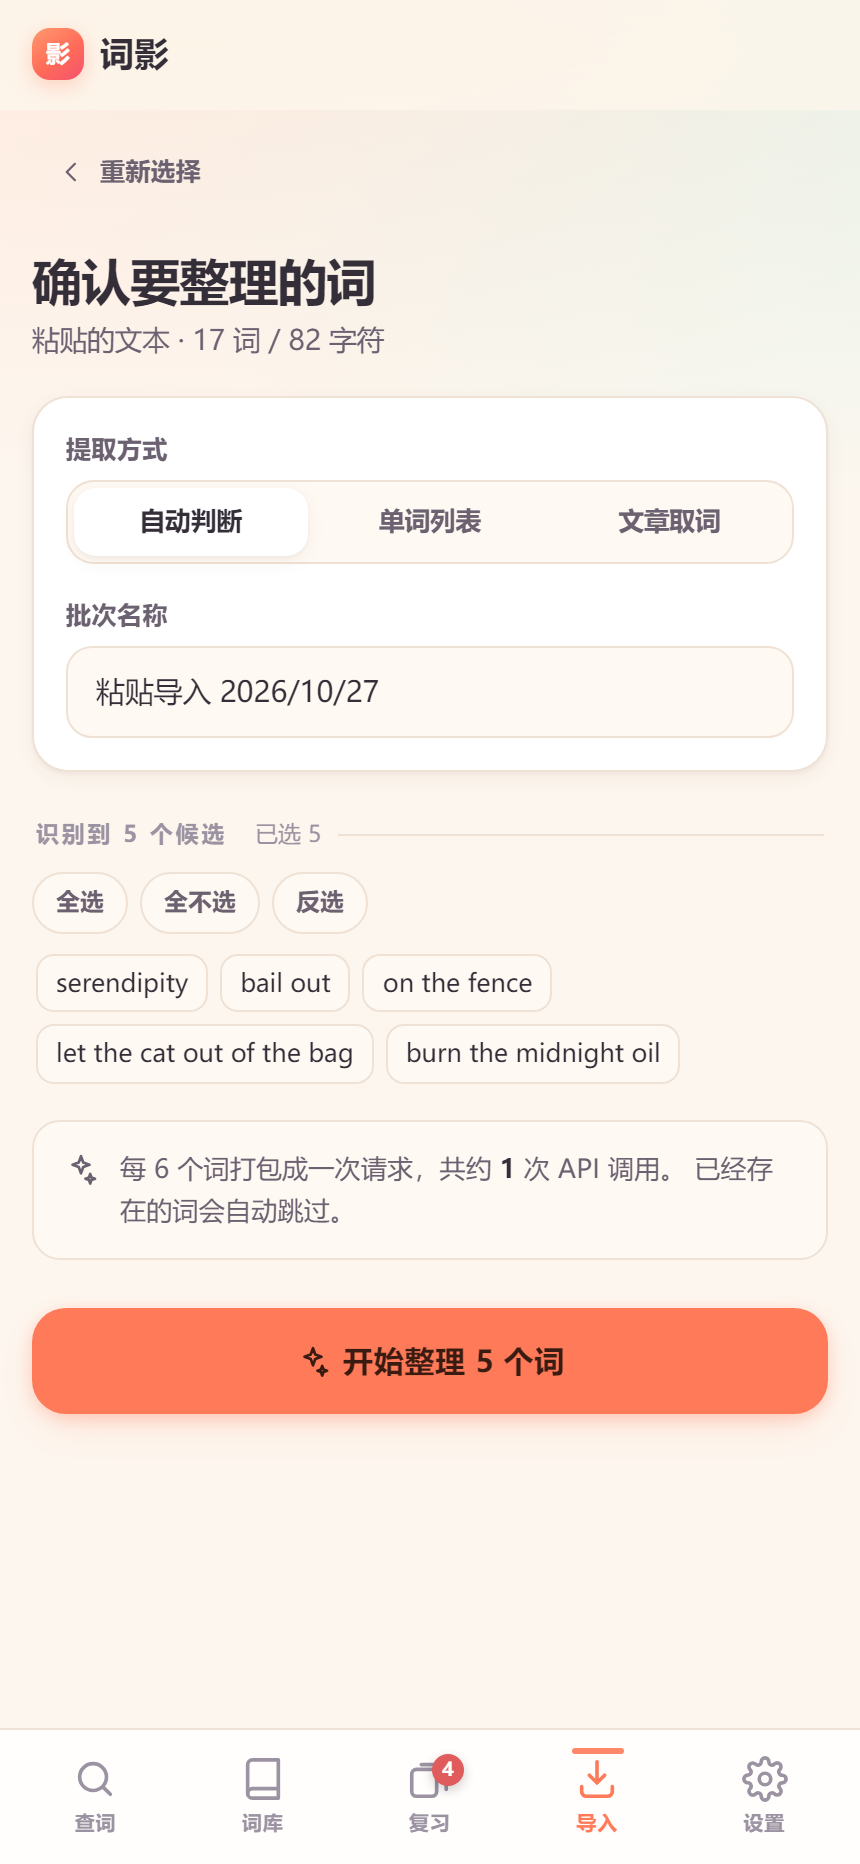 影 词影
重新选择
确认要整理的词
粘贴的文本 · 17 词 / 82 字符
提取方式
自动判断 单词列表 文章取词
批次名称
粘贴导入 2026/10/27
识别到 5 个候选 已选 5
全选 全不选 反选
serendipity bail out on the fence
let the cat out of the bag burn the midnight oil
每 6 个词打包成一次请求，共约 1 次 API 调用。 已经存
在的词会自动跳过。
开始整理 5 个词
4
查词 词库 复习 导入 设置